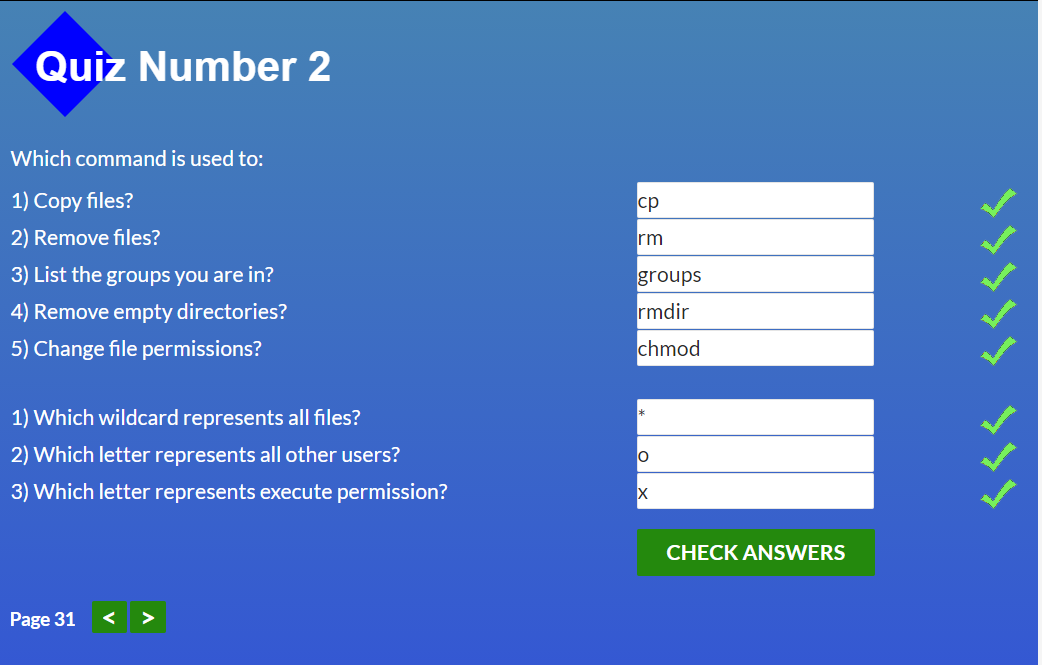 Quiz Number 2
Which command is used to:
1) Copy files? cp
2) Remove files? rm
3) List the groups you are in? groups
4) Remove empty directories? rmdir
5) Change file permissions? chmod
1) Which wildcard represents all files? *
2) Which letter represents all other users? o
3) Which letter represents execute permission? x
CHECK ANSWERS
Page 31 < >